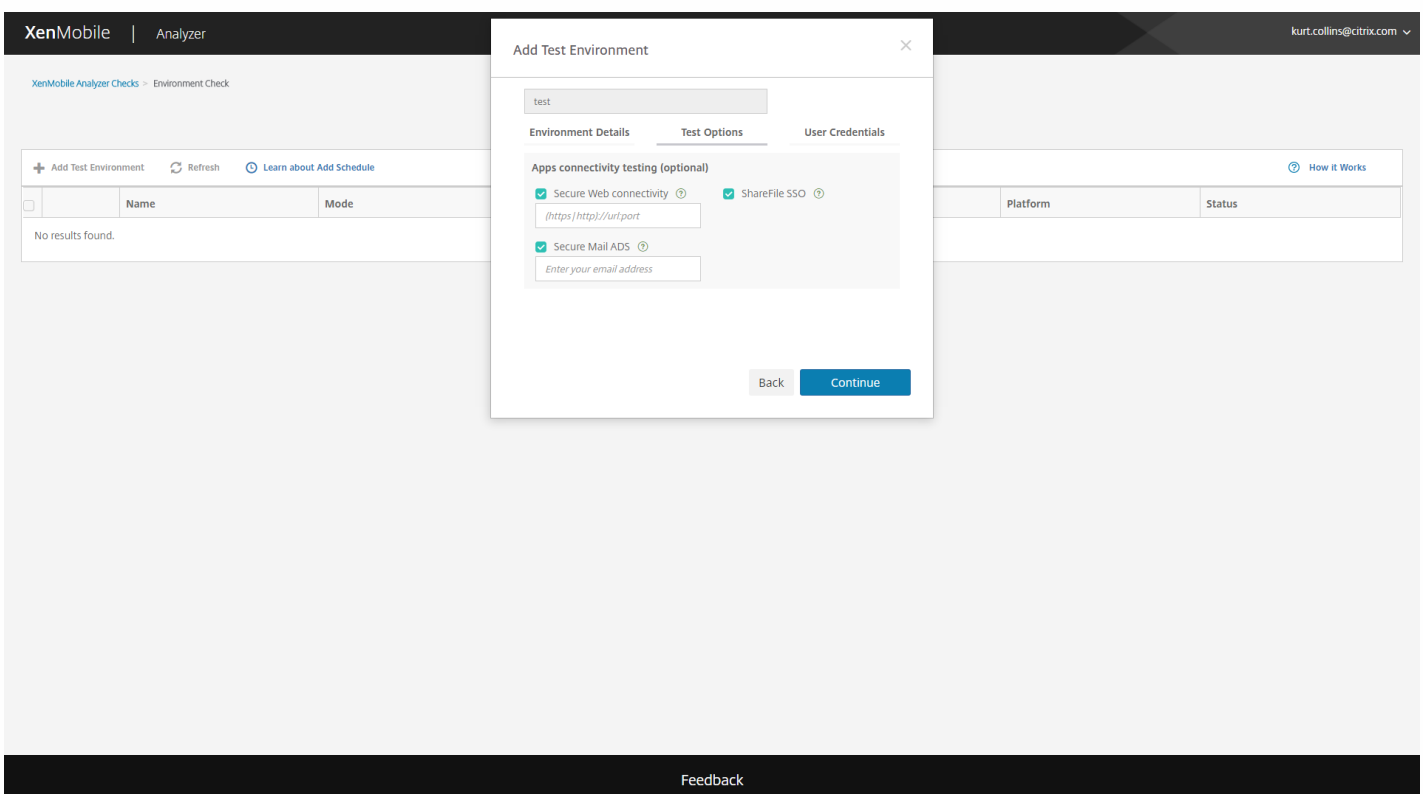 XenMobile | Analyzer
kurt.collins@citrix.com
XenMobile Analyzer Checks > Environment Check
Add Test Environment
Refresh
Learn about Add Schedule
How it Works
Name
Mode
Platform
Status
No results found.
Add Test Environment
test
Environment Details
Test Options
User Credentials
Apps connectivity testing (optional)
Secure Web connectivity
ShareFile SSO
(https|http)://url:port
Secure Mail ADS
Enter your email address
Back
Continue
Feedback